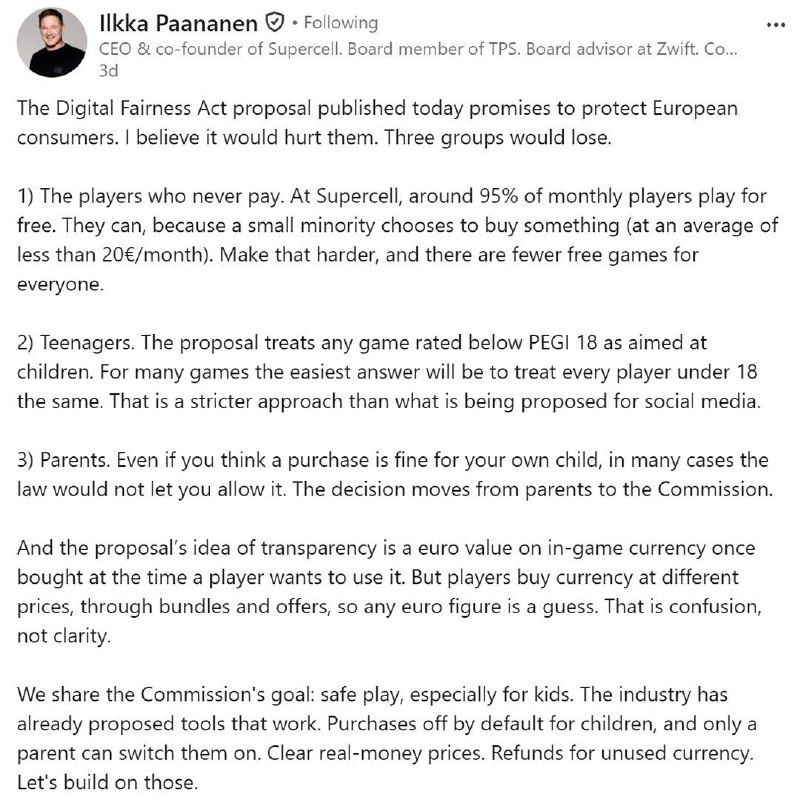 Ilkka Paananen • Following
CEO & co-founder of Supercell. Board member of TPS. Board advisor at Zwift. Co...
3d
The Digital Fairness Act proposal published today promises to protect European
consumers. I believe it would hurt them. Three groups would lose.
1) The players who never pay. At Supercell, around 95% of monthly players play for
free. They can, because a small minority chooses to buy something (at an average of
less than 20€/month). Make that harder, and there are fewer free games for
everyone.
2) Teenagers. The proposal treats any game rated below PEGI 18 as aimed at
children. For many games the easiest answer will be to treat every player under 18
the same. That is a stricter approach than what is being proposed for social media.
3) Parents. Even if you think a purchase is fine for your own child, in many cases the
law would not let you allow it. The decision moves from parents to the Commission.
And the proposal's idea of transparency is a euro value on in-game currency once
bought at the time a player wants to use it. But players buy currency at different
prices, through bundles and offers, so any euro figure is a guess. That is confusion,
not clarity.
We share the Commission's goal: safe play, especially for kids. The industry has
already proposed tools that work. Purchases off by default for children, and only a
parent can switch them on. Clear real-money prices. Refunds for unused currency.
Let's build on those.